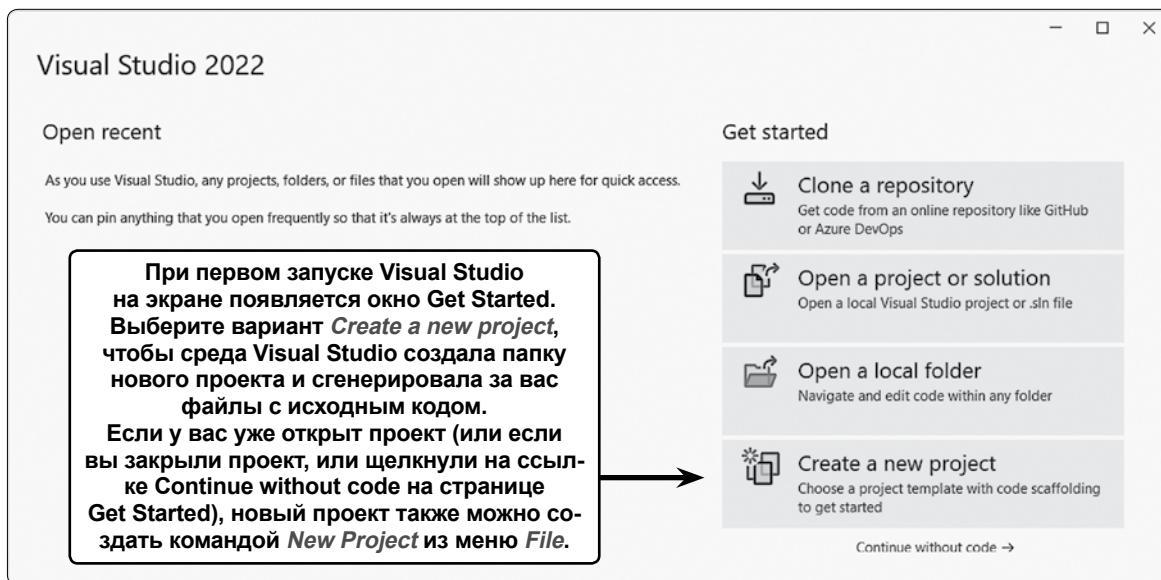 Visual Studio 2022
Open recent
As you use Visual Studio, any projects, folders, or files that you open will show up here for quick access.
You can pin anything that you open frequently so that it's always at the top of the list.
При первом запуске Visual Studio
на экране появляется окно Get Started.
Выберите вариант Create a new project,
чтобы среда Visual Studio создала папку
нового проекта и сгенерировала за вас
файлы с исходным кодом.
Если у вас уже открыт проект (или если
вы закрыли проект, или щелкнули на ссыл-
ке Continue without code на странице
Get Started), новый проект также можно со-
здать командой New Project из меню File.
Get started
Clone a repository
Get code from an online repository like GitHub
or Azure DevOps
Open a project or solution
Open a local Visual Studio project or .sln file
Open a local folder
Navigate and edit code within any folder
Create a new project
Choose a project template with code scaffolding
to get started
Continue without code →